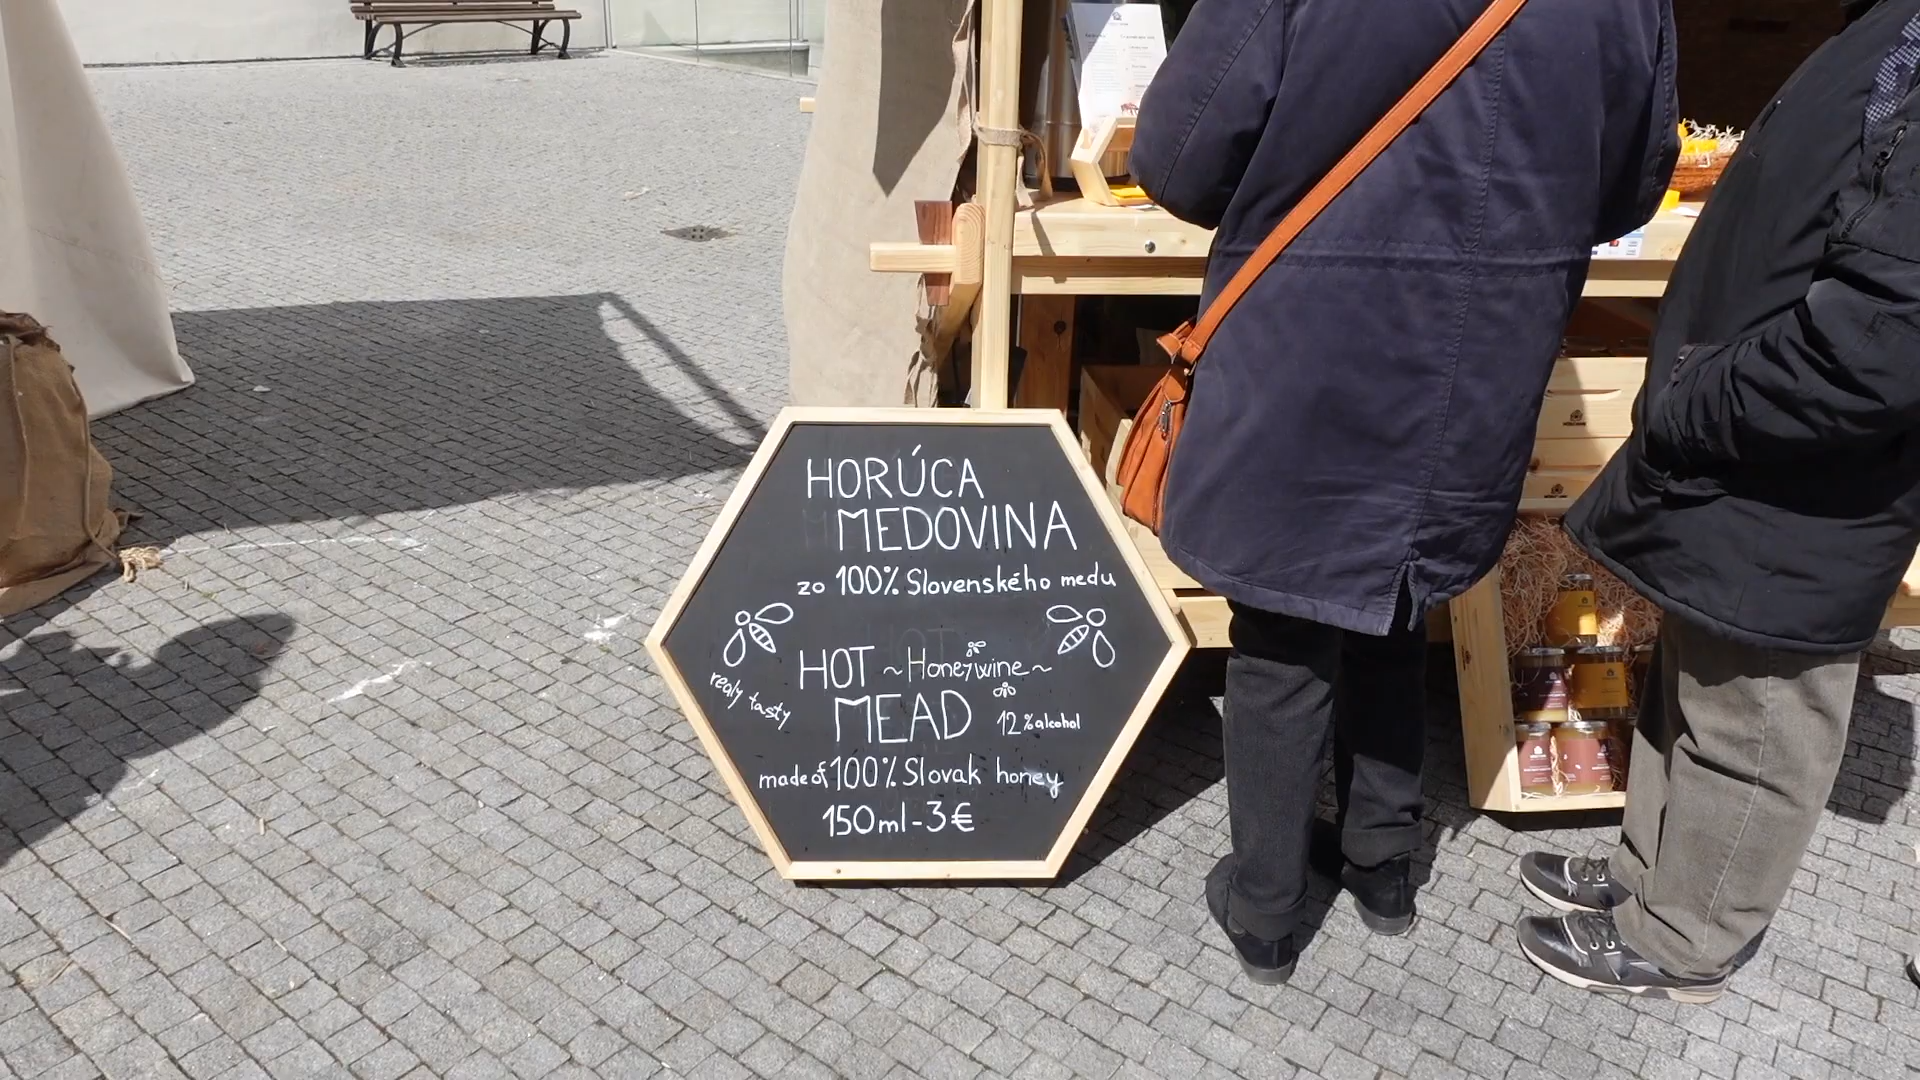 HORÚCA
MEDOVINA
zo 100% Slovenského medu
HOT ~Honeywine~
realy tasty
MEAD 12% alcohol
made of 100% Slovak honey
150ml-3€